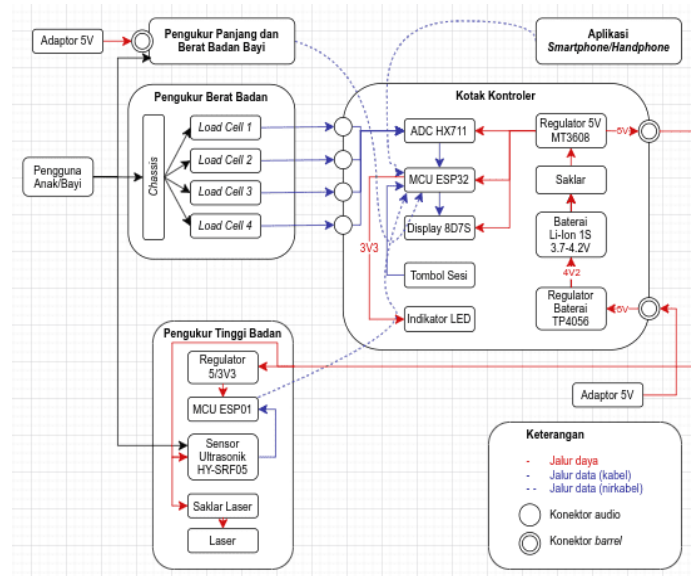 Adaptor 5V
Pengukur Panjang dan
Berat Badan Bayi
Aplikasi
Smartphone/Handphone
Pengukur Berat Badan
Chassis
Load Cell 1
Load Cell 2
Load Cell 3
Load Cell 4
Pengguna
Anak/Bayi
Kotak Kontroler
ADC HX711
MCU ESP32
Display 8D7S
Tombol Sesi
Indikator LED
3V3
Regulator 5V
MT3608
5V
Saklar
Baterai
Li-Ion 1S
3.7-4.2V
4V2
Regulator
Baterai
TP4056
5V
Adaptor 5V
Pengukur Tinggi Badan
Regulator
5/3V3
MCU ESP01
Sensor
Ultrasonik
HY-SRF05
Saklar Laser
Laser
Keterangan
- Jalur daya
- Jalur data (kabel)
-- Jalur data (nirkabel)
Konektor audio
Konektor barrel